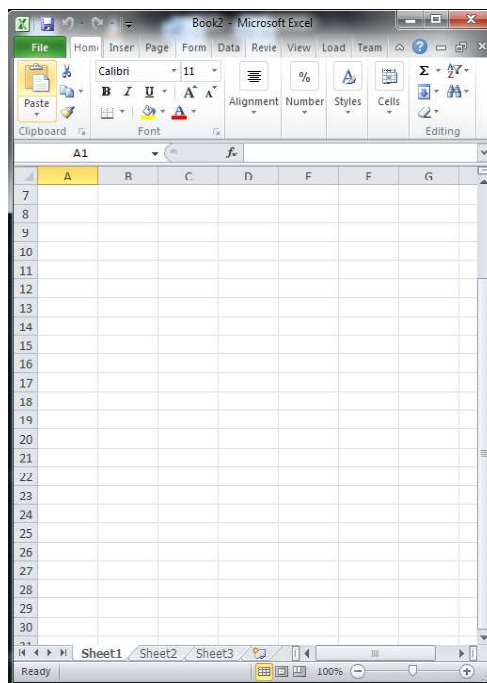 Book2 - Microsoft Excel
File Hom Inser Page Form Data Revie View Load Team
Calibri 11
B I U A A
Paste Alignment Number Styles Cells
Clipboard Font Editing
A1 fx
A B C D E F G
7
8
9
10
11
12
13
14
15
16
17
18
19
20
21
22
23
24
25
26
27
28
29
30
31
Sheet1 Sheet2 Sheet3
Ready 100%